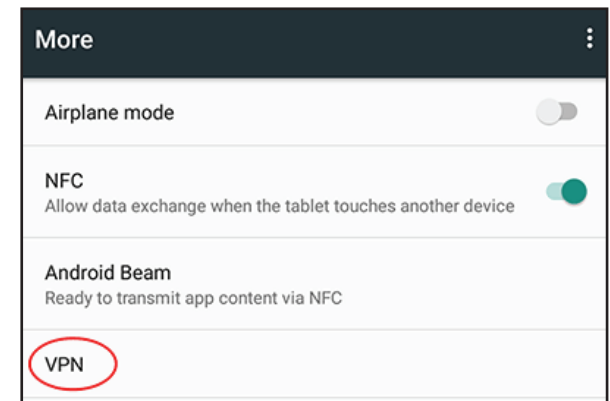 More
Airplane mode
NFC
Allow data exchange when the tablet touches another device
Android Beam
Ready to transmit app content via NFC
VPN